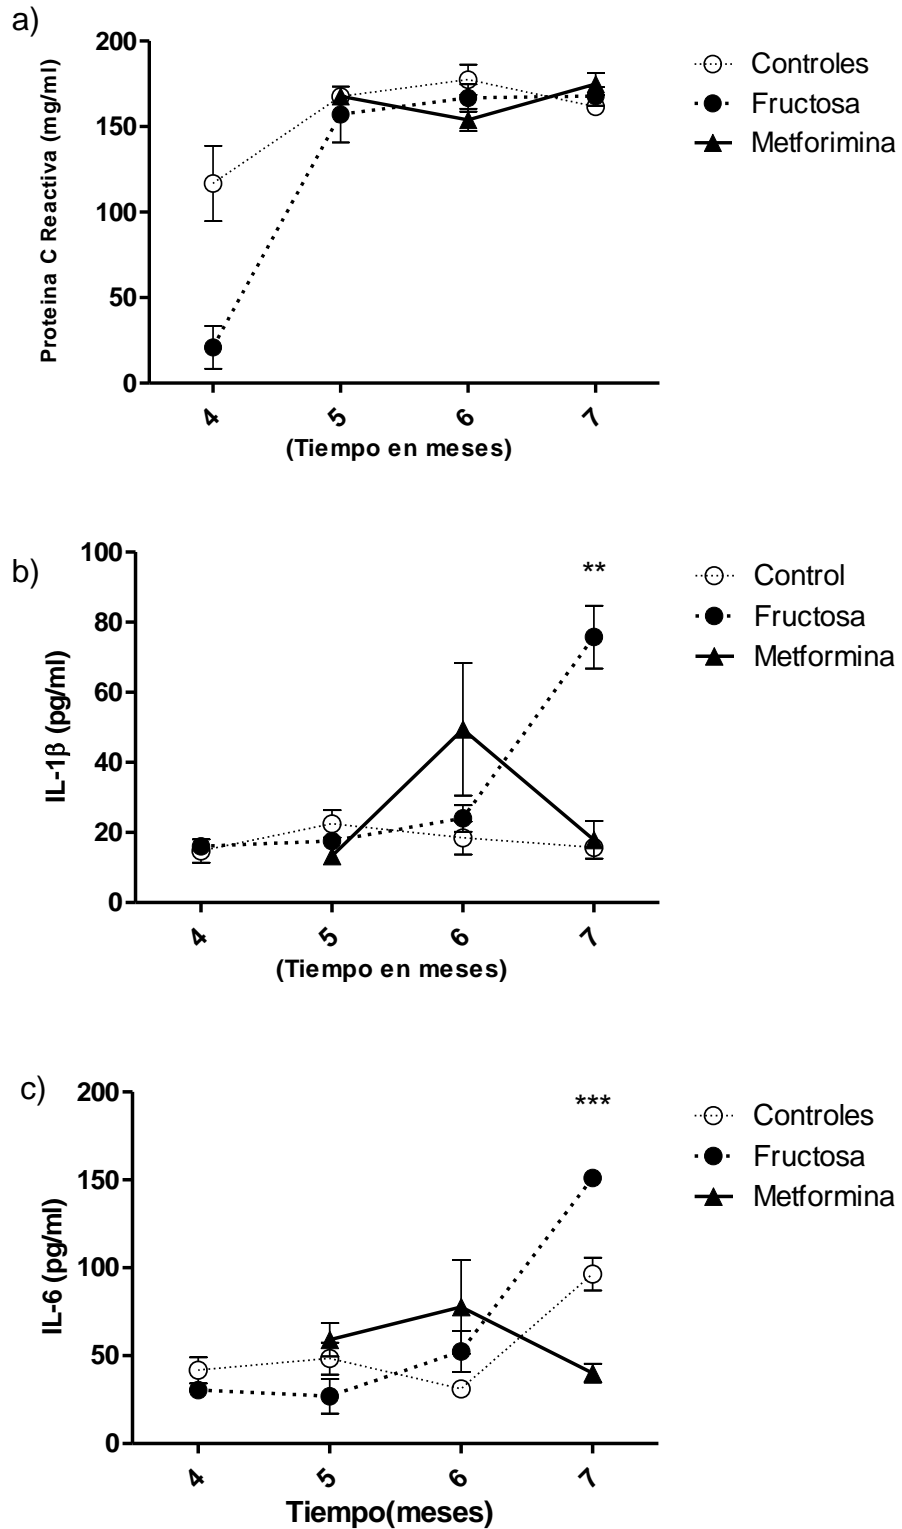 a)
200
150
100
50
0
Proteina C Reactiva (mg/ml)
4 5 6 7
(Tiempo en meses)
Controles
Fructosa
Metforimina
b)
100
80
60
40
20
0
IL-1β (pg/ml)
**
4 5 6 7
(Tiempo en meses)
Control
Fructosa
Metformina
c)
200
150
100
50
0
IL-6 (pg/ml)
***
4 5 6 7
Tiempo(meses)
Controles
Fructosa
Metformina